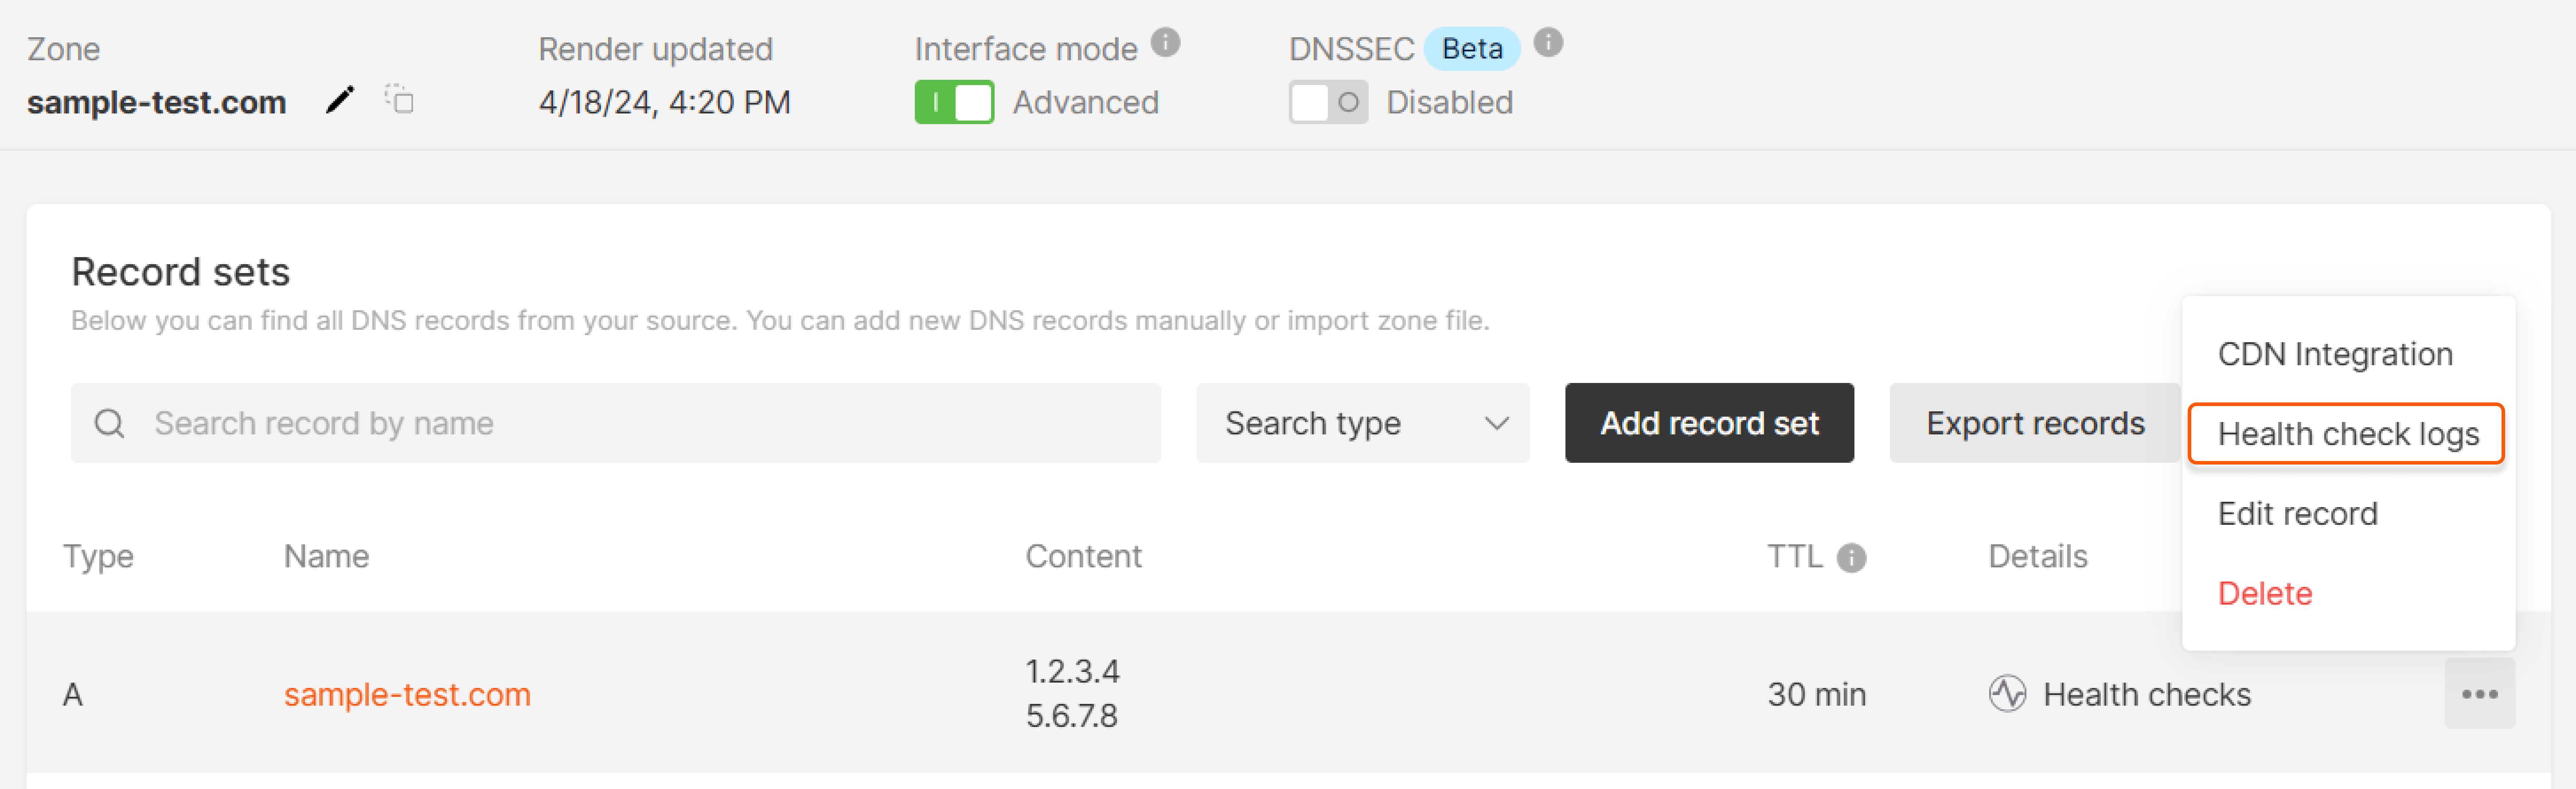 Zone
Render updated
Interface mode
DNSSEC Beta
sample-test.com
4/18/24, 4:20 PM
Advanced
Disabled
Record sets
Below you can find all DNS records from your source. You can add new DNS records manually or import zone file.
Search record by name
Search type
Add record set
Export records
CDN Integration
Health check logs
Edit record
Delete
Type
Name
Content
TTL
Details
A
sample-test.com
1.2.3.4
5.6.7.8
30 min
Health checks